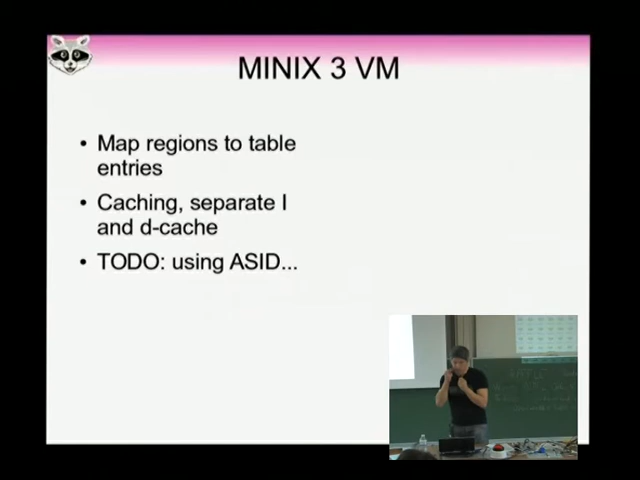 MINIX 3 VM
• Map regions to table
entries
• Caching, separate I
and d-cache
• TODO: using ASID...